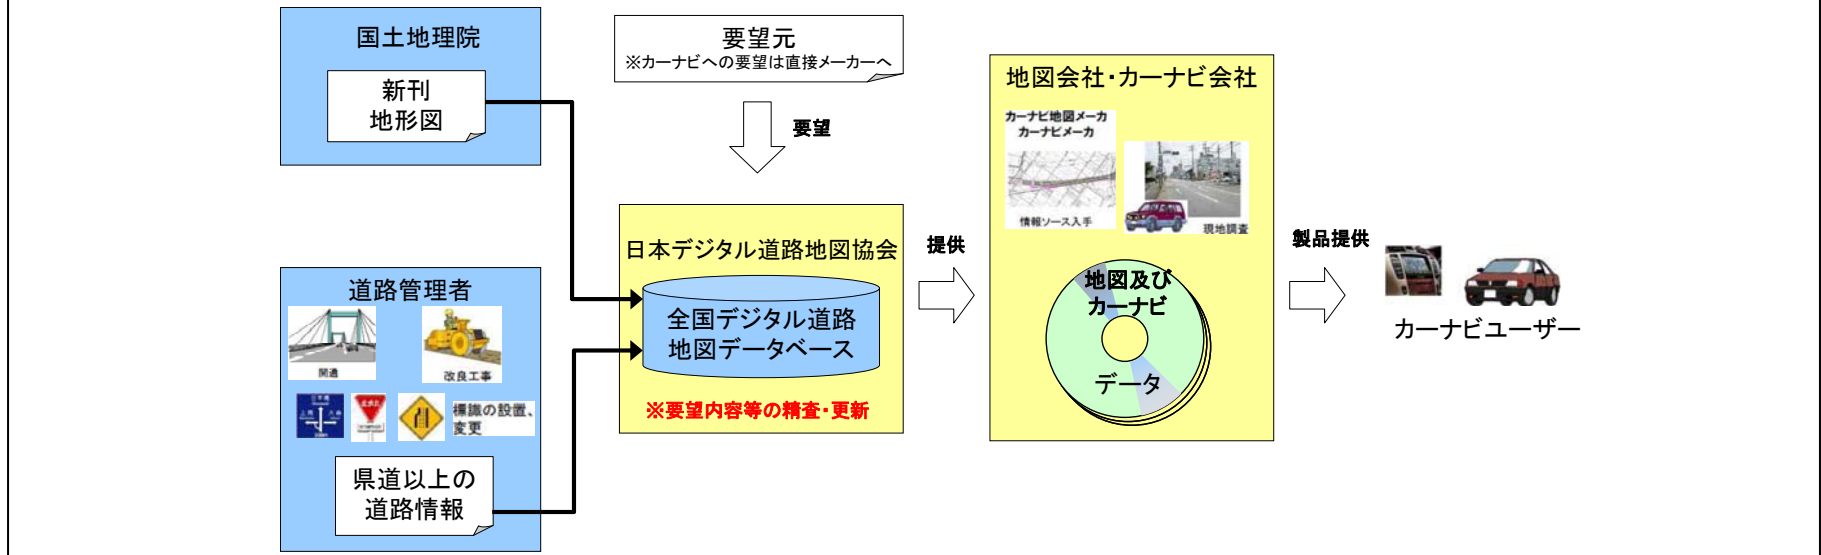 国土地理院
新刊
地形図
要望元
※カーナビへの要望は直接メーカーへ
要望
地図会社・カーナビ会社
カーナビ地図メーカ
カーナビメーカ
情報ソース入手
現地調査
地図及び
カーナビ
データ
日本デジタル道路地図協会
全国デジタル道路
地図データベース
※要望内容等の精査・更新
提供
製品提供
カーナビユーザー
道路管理者
開通
改良工事
標識の設置、
変更
県道以上の
道路情報